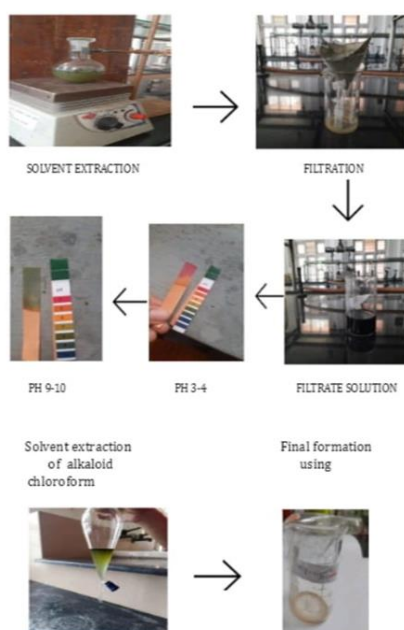 SOLVENT EXTRACTION
FILTRATION
FILTRATE SOLUTION
PH 3-4
PH 9-10
Solvent extraction
of alkaloid
chloroform
Final formation
using